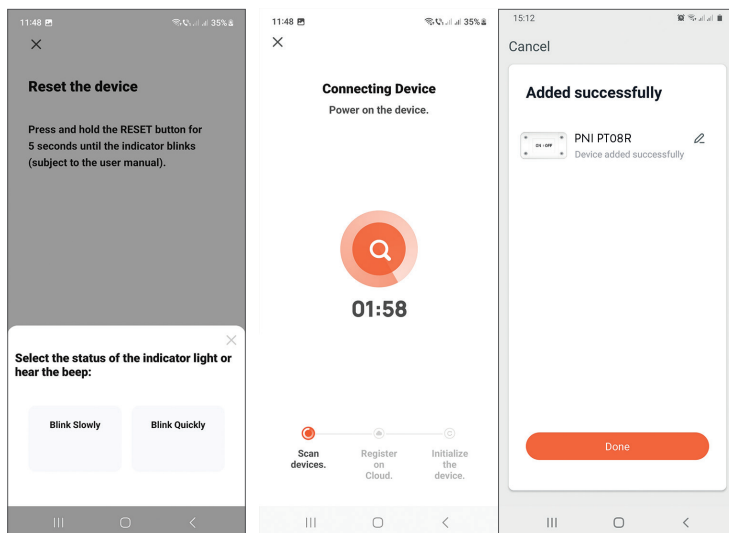 11:48
35%
Reset the device
Press and hold the RESET button for
5 seconds until the indicator blinks
(subject to the user manual).
Select the status of the indicator light or
hear the beep:
Blink Slowly
Blink Quickly
11:48
35%
Connecting Device
Power on the device.
01:58
Scan
devices.
Register
on
Cloud.
Initialize
the
device.
15:12
Cancel
Added successfully
ON / OFF
PNI PT08R
Device added successfully
Done